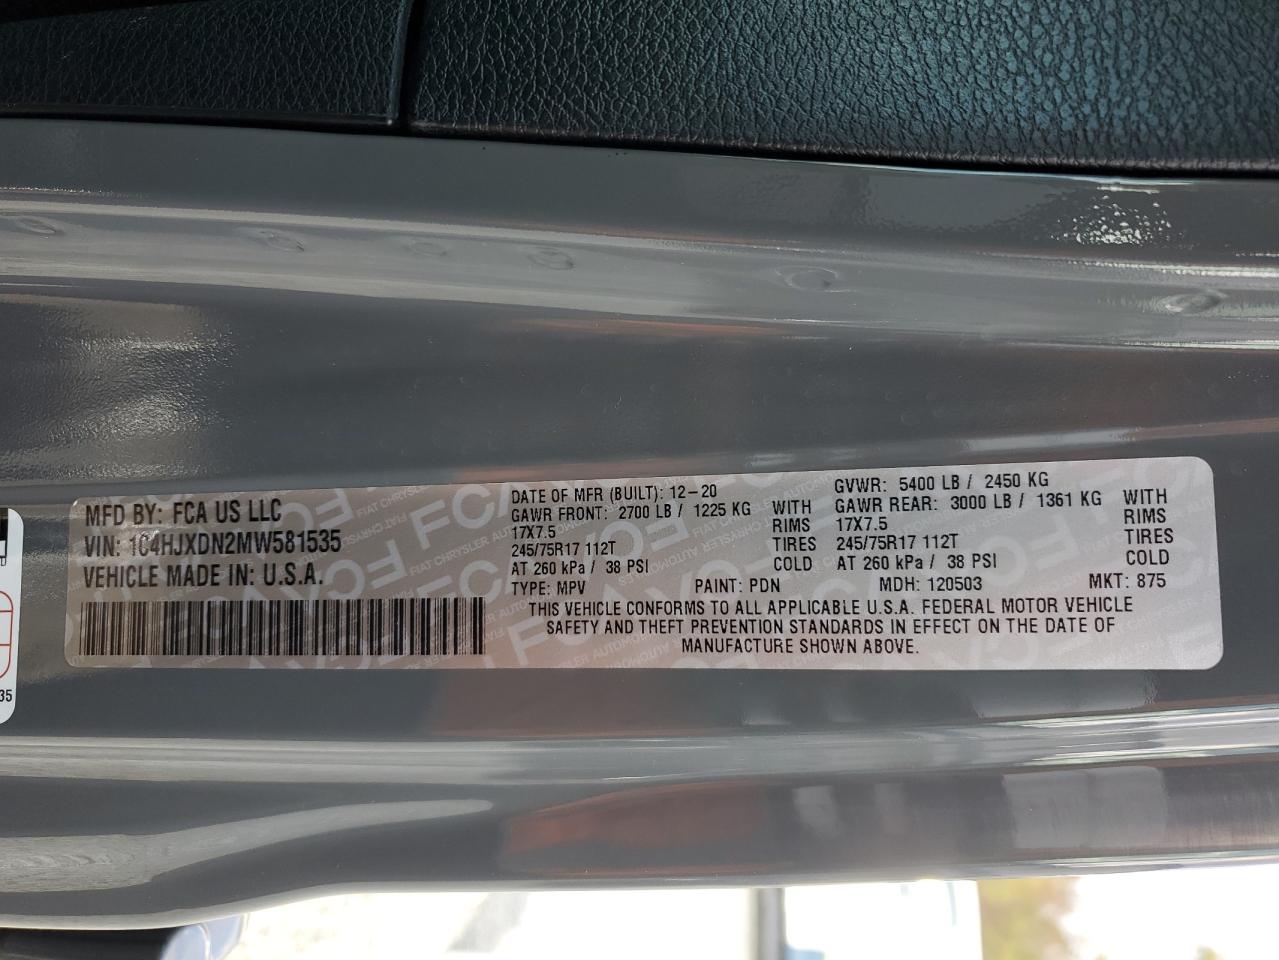 MFD BY: FCA US LLC
VIN: 1C4HJXDN2MW581535
VEHICLE MADE IN: U.S.A.
DATE OF MFR (BUILT): 12-20
GAWR FRONT: 2700 LB / 1225 KG WITH
17X7.5 RIMS
245/75R17 112T TIRES
AT 260 kPa / 38 PSI COLD
GVWR: 5400 LB / 2450 KG
GAWR REAR: 3000 LB / 1361 KG WITH
17X7.5 RIMS
245/75R17 112T TIRES
AT 260 kPa / 38 PSI COLD
TYPE: MPV PAINT: PDN MDH: 120503 MKT: 875
THIS VEHICLE CONFORMS TO ALL APPLICABLE U.S.A. FEDERAL MOTOR VEHICLE
SAFETY AND THEFT PREVENTION STANDARDS IN EFFECT ON THE DATE OF
MANUFACTURE SHOWN ABOVE.
35